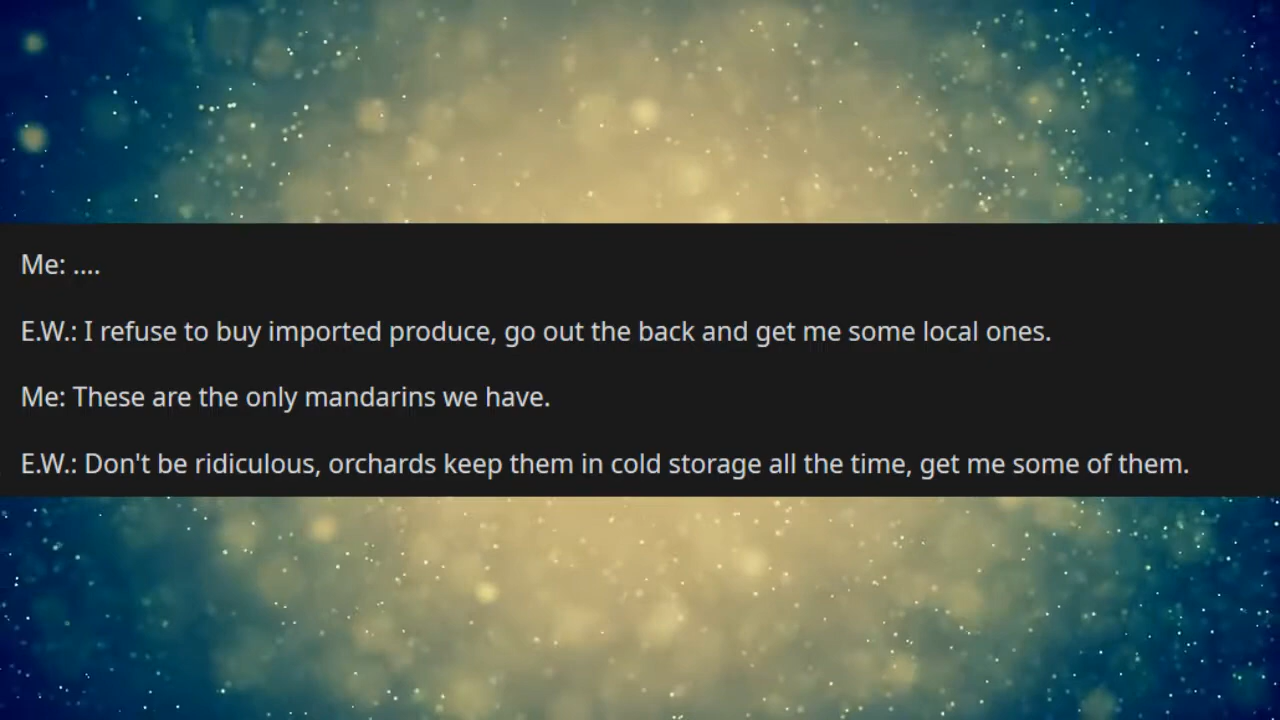 Me: ....
E.W.: I refuse to buy imported produce, go out the back and get me some local ones.
Me: These are the only mandarins we have.
E.W.: Don't be ridiculous, orchards keep them in cold storage all the time, get me some of them.